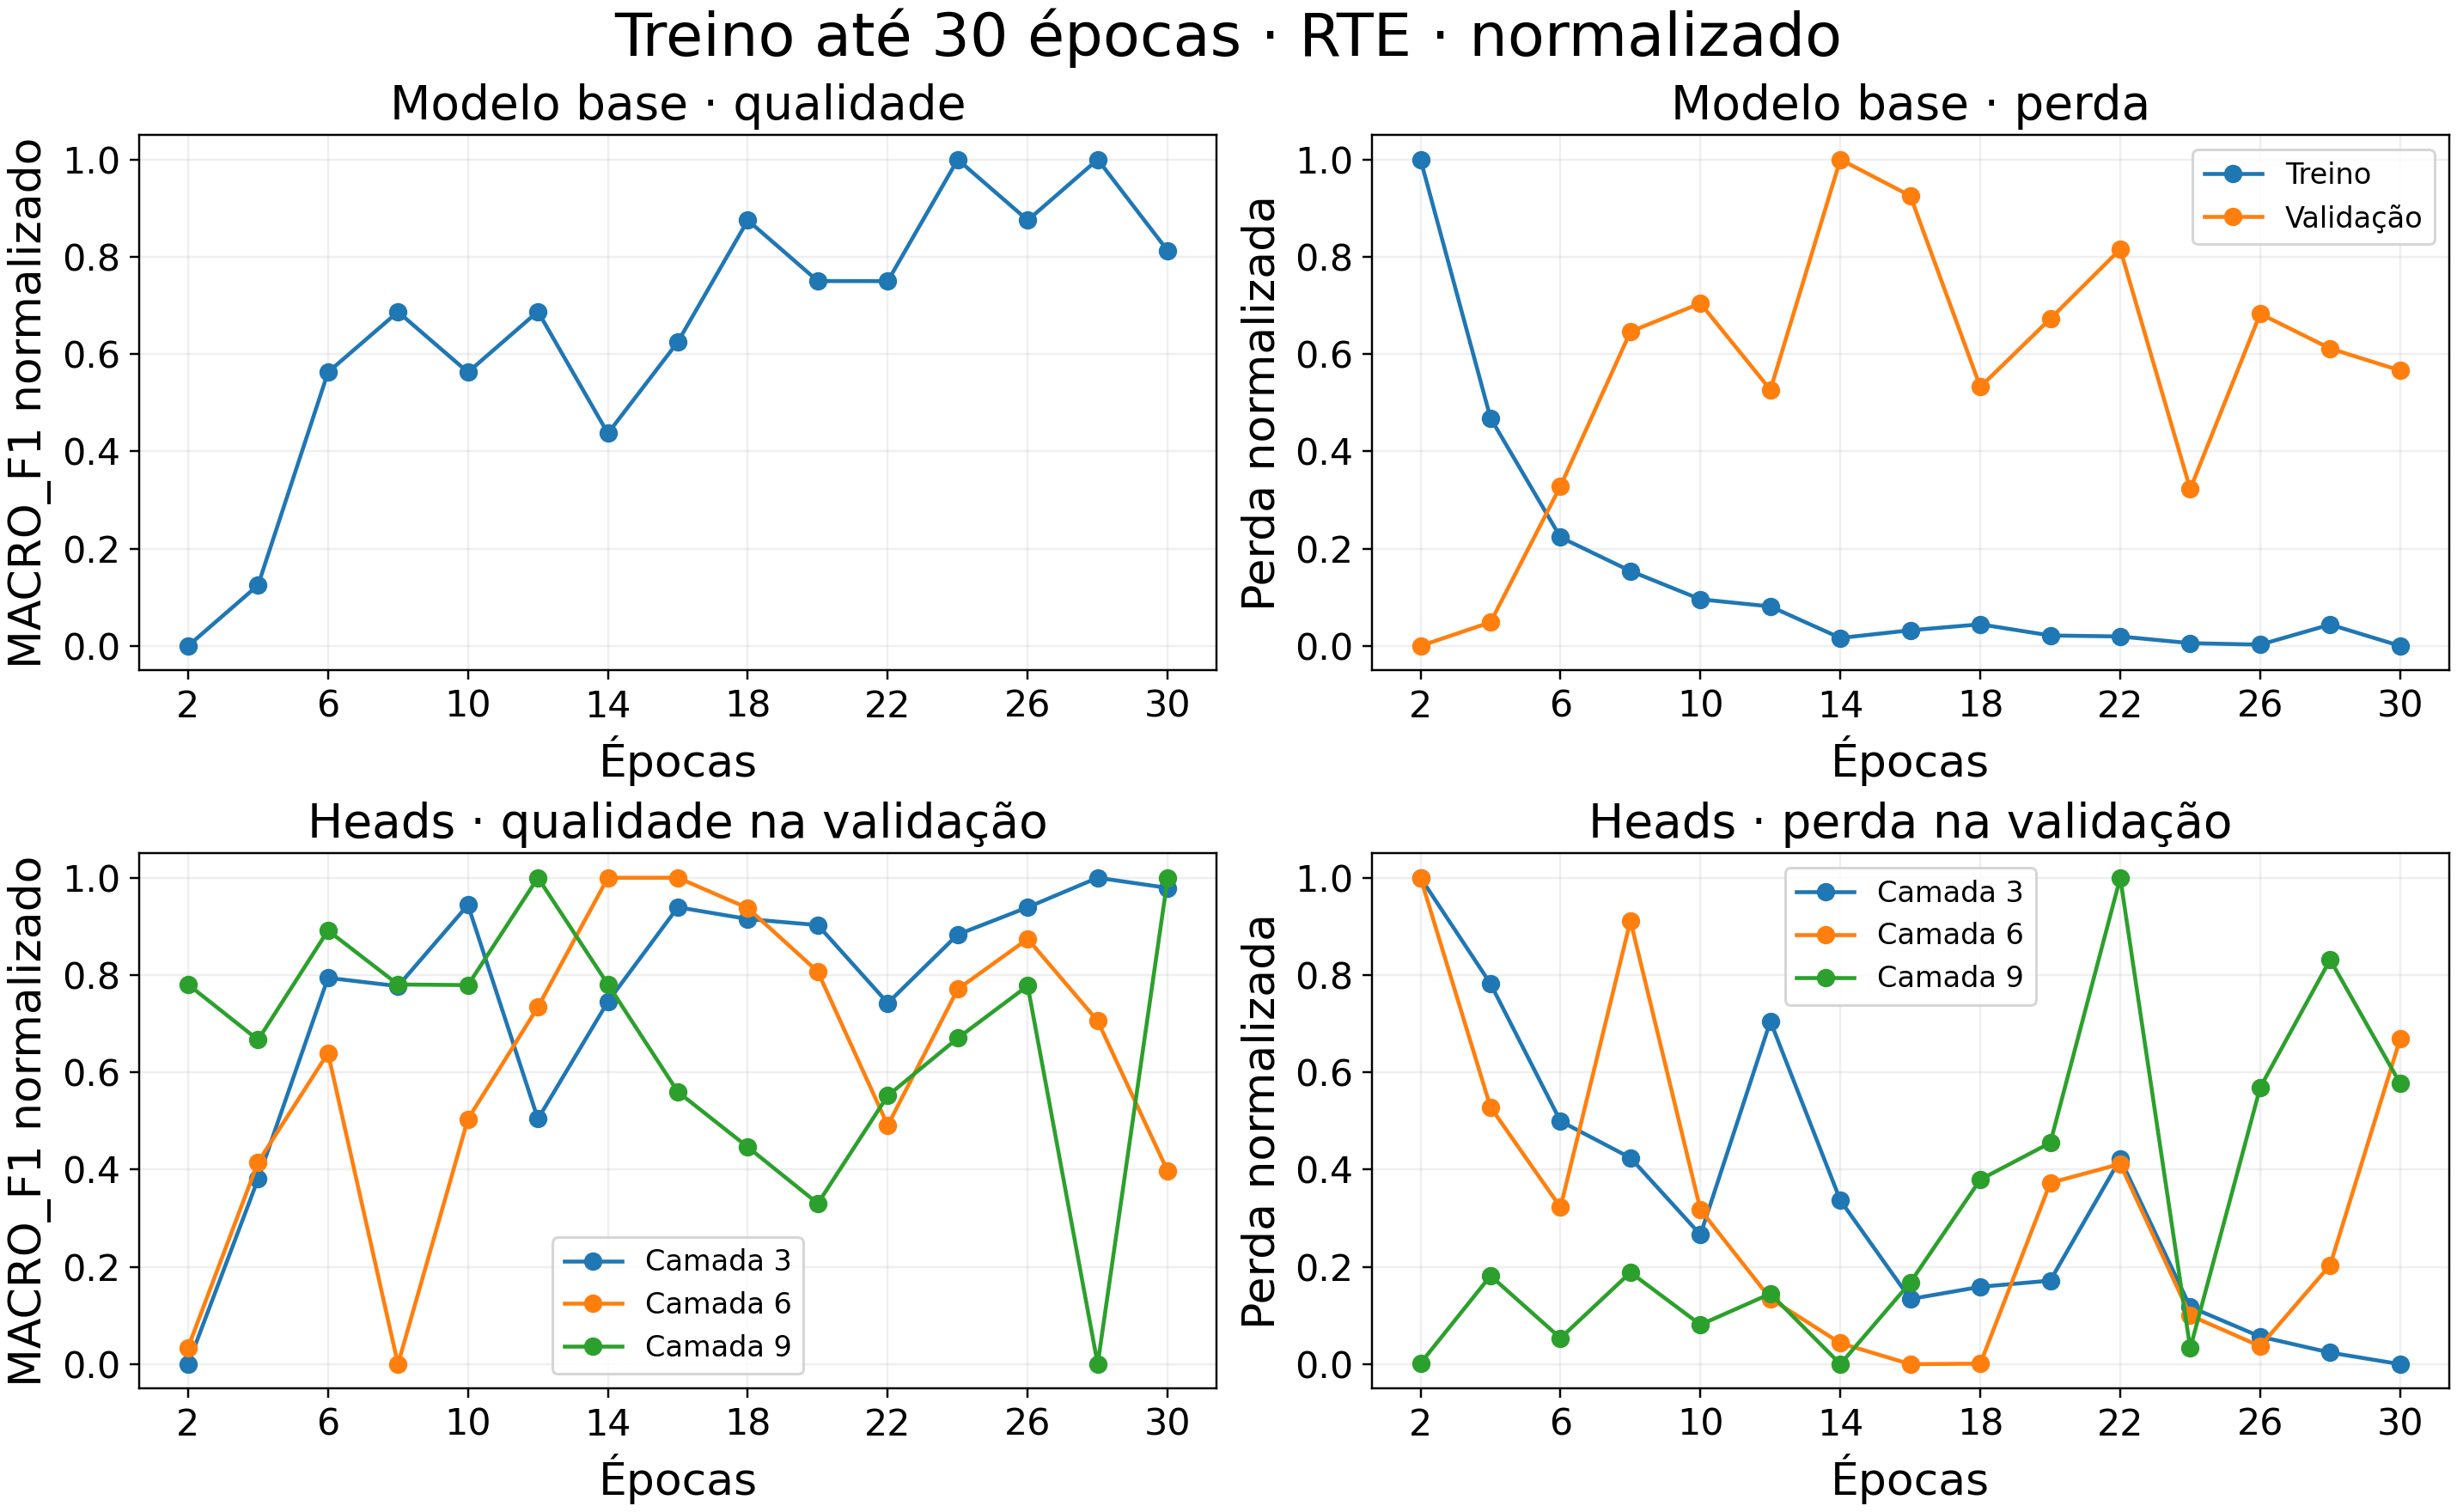 Treino até 30 épocas · RTE · normalizado
Modelo base · qualidade
MACRO_F1 normalizado
1.0
0.8
0.6
0.4
0.2
0.0
2 6 10 14 18 22 26 30
Épocas
Modelo base · perda
Perda normalizada
1.0
0.8
0.6
0.4
0.2
0.0
Treino
Validação
2 6 10 14 18 22 26 30
Épocas
Heads · qualidade na validação
MACRO_F1 normalizado
1.0
0.8
0.6
0.4
0.2
0.0
Camada 3
Camada 6
Camada 9
2 6 10 14 18 22 26 30
Épocas
Heads · perda na validação
Perda normalizada
1.0
0.8
0.6
0.4
0.2
0.0
Camada 3
Camada 6
Camada 9
2 6 10 14 18 22 26 30
Épocas